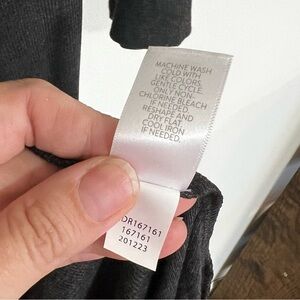 MACHINE WASH
COLD WITH
LIKE COLORS,
GENTLE CYCLE.
ONLY NON-
CHLORINE BLEACH
IF NEEDED.
RESHAPE AND
DRY FLAT.
COOL IRON
IF NEEDED.
DR167161
167161
201223